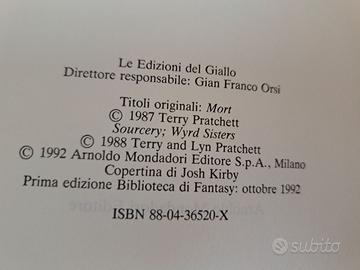 Le Edizioni del Giallo
Direttore responsabile: Gian Franco Orsi
Titoli originali: Mort
© 1987 Terry Pratchett
Sourcery; Wyrd Sisters
© 1988 Terry and Lyn Pratchett
© 1992 Arnoldo Mondadori Editore S.p.A., Milano
Copertina di Josh Kirby
Prima edizione Biblioteca di Fantasy: ottobre 1992
ISBN 88-04-36520-X
subito